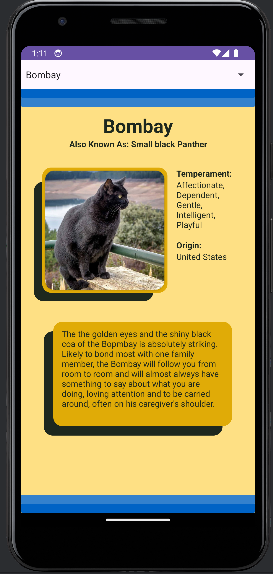 1:11
Bombay
Bombay
Also Known As: Small black Panther
Temperament:
Affectionate,
Dependent,
Gentle,
Intelligent,
Playful
Origin:
United States
The the golden eyes and the shiny black
coa of the Bopmbay is absolutely striking.
Likely to bond most with one family
member, the Bombay will follow you from
room to room and will almost always have
something to say about what you are
doing, loving attention and to be carried
around, often on his caregiver's shoulder.